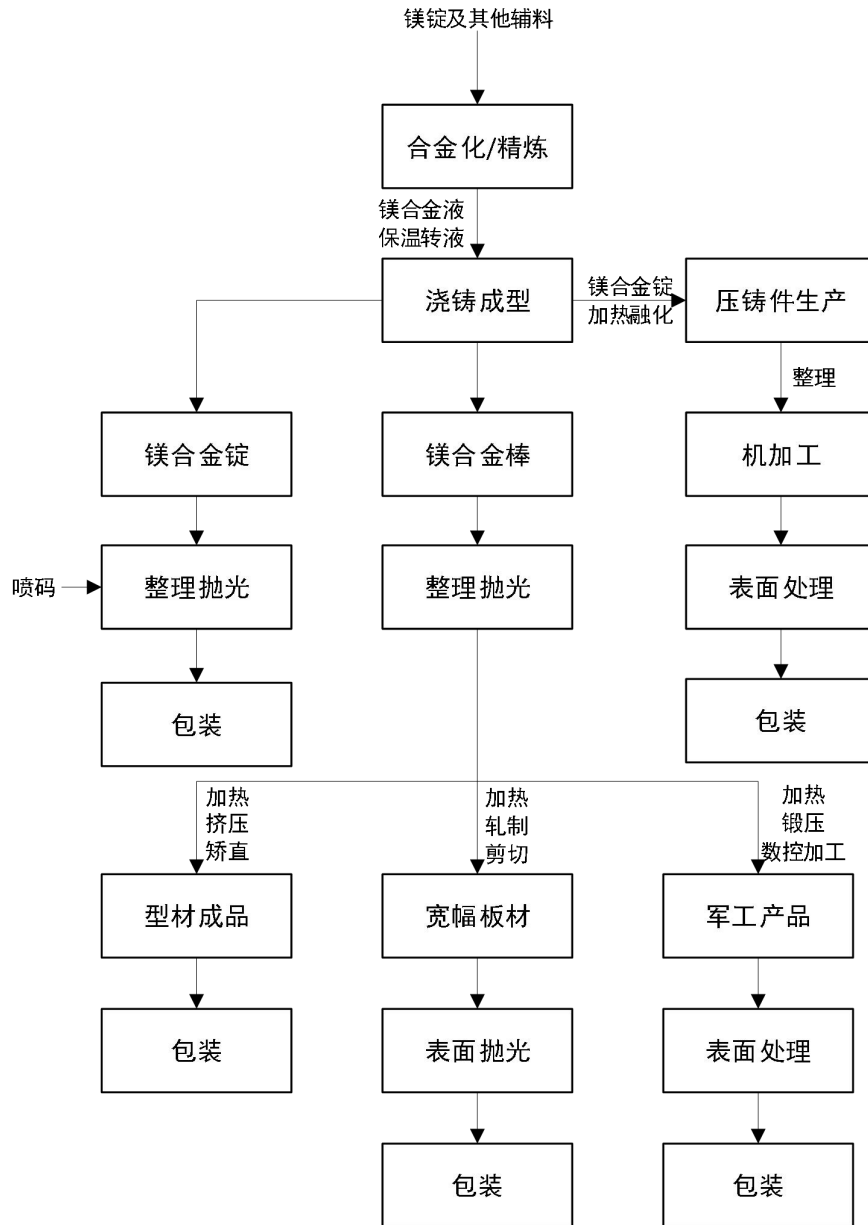 镁锭及其他辅料
合金化/精炼
镁合金液
保温转液
浇铸成型
镁合金锭
加热融化
压铸件生产
整理
镁合金锭
镁合金棒
机加工
喷码
整理抛光
整理抛光
表面处理
包装
包装
加热
挤压
矫直
加热
轧制
剪切
加热
锻压
数控加工
型材成品
宽幅板材
军工产品
包装
表面抛光
表面处理
包装
包装